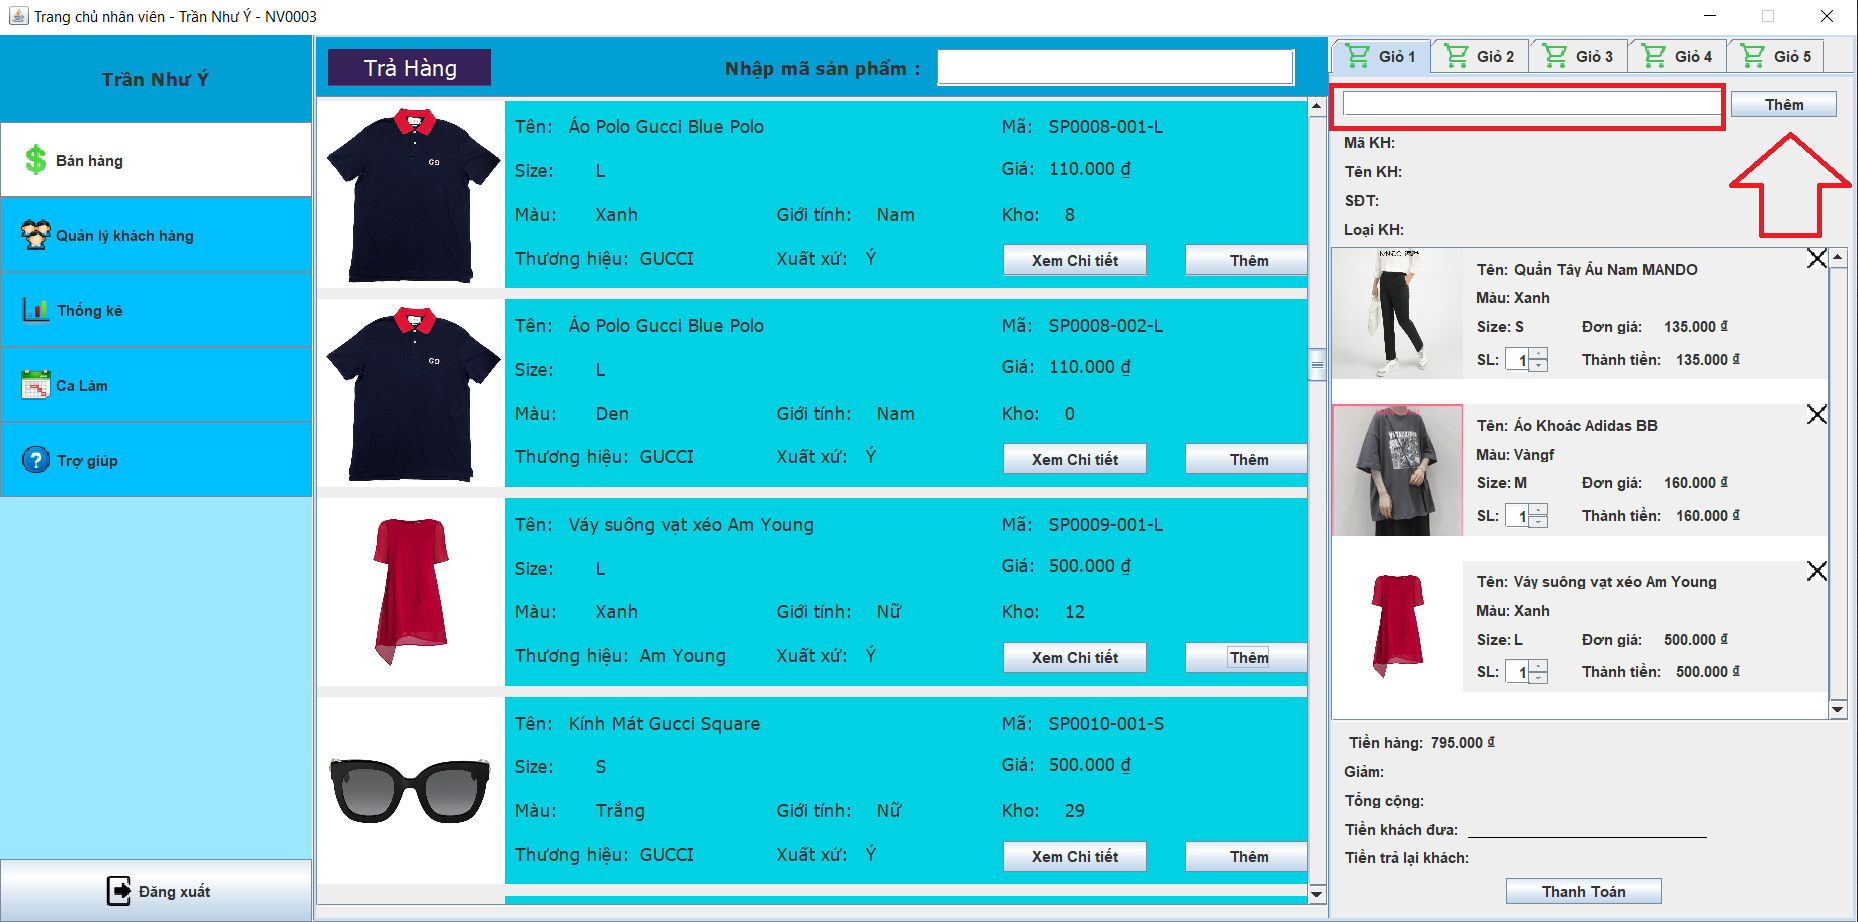 Trang chủ nhân viên - Trần Như Ý - NV0003
Trần Như Ý
Bán hàng
Quản lý khách hàng
Thống kê
Ca Làm
Trợ giúp
Đăng xuất
Trả Hàng
Nhập mã sản phẩm :
Tên: Áo Polo Gucci Blue Polo Mã: SP0008-001-L
Size: L Giá: 110.000 ₫
Màu: Xanh Giới tính: Nam Kho: 8
Thương hiệu: GUCCI Xuất xứ: Ý Xem Chi tiết Thêm
Tên: Áo Polo Gucci Blue Polo Mã: SP0008-002-L
Size: L Giá: 110.000 ₫
Màu: Den Giới tính: Nam Kho: 0
Thương hiệu: GUCCI Xuất xứ: Ý Xem Chi tiết Thêm
Tên: Váy suông vạt xéo Am Young Mã: SP0009-001-L
Size: L Giá: 500.000 ₫
Màu: Xanh Giới tính: Nữ Kho: 12
Thương hiệu: Am Young Xuất xứ: Ý Xem Chi tiết Thêm
Tên: Kính Mát Gucci Square Mã: SP0010-001-S
Size: S Giá: 500.000 ₫
Màu: Trắng Giới tính: Nữ Kho: 29
Thương hiệu: GUCCI Xuất xứ: Ý Xem Chi tiết Thêm
Giỏ 1 Giỏ 2 Giỏ 3 Giỏ 4 Giỏ 5
Thêm
Mã KH:
Tên KH:
SĐT:
Loại KH:
Tên: Quần Tây Âu Nam MANDO
Màu: Xanh
Size: S Đơn giá: 135.000 ₫
SL: 1 Thành tiền: 135.000 ₫
Tên: Áo Khoác Adidas BB
Màu: Vàngf
Size: M Đơn giá: 160.000 ₫
SL: 1 Thành tiền: 160.000 ₫
Tên: Váy suông vạt xéo Am Young
Màu: Xanh
Size: L Đơn giá: 500.000 ₫
SL: 1 Thành tiền: 500.000 ₫
Tiền hàng: 795.000 ₫
Giảm:
Tổng cộng:
Tiền khách đưa:
Tiền trả lại khách:
Thanh Toán